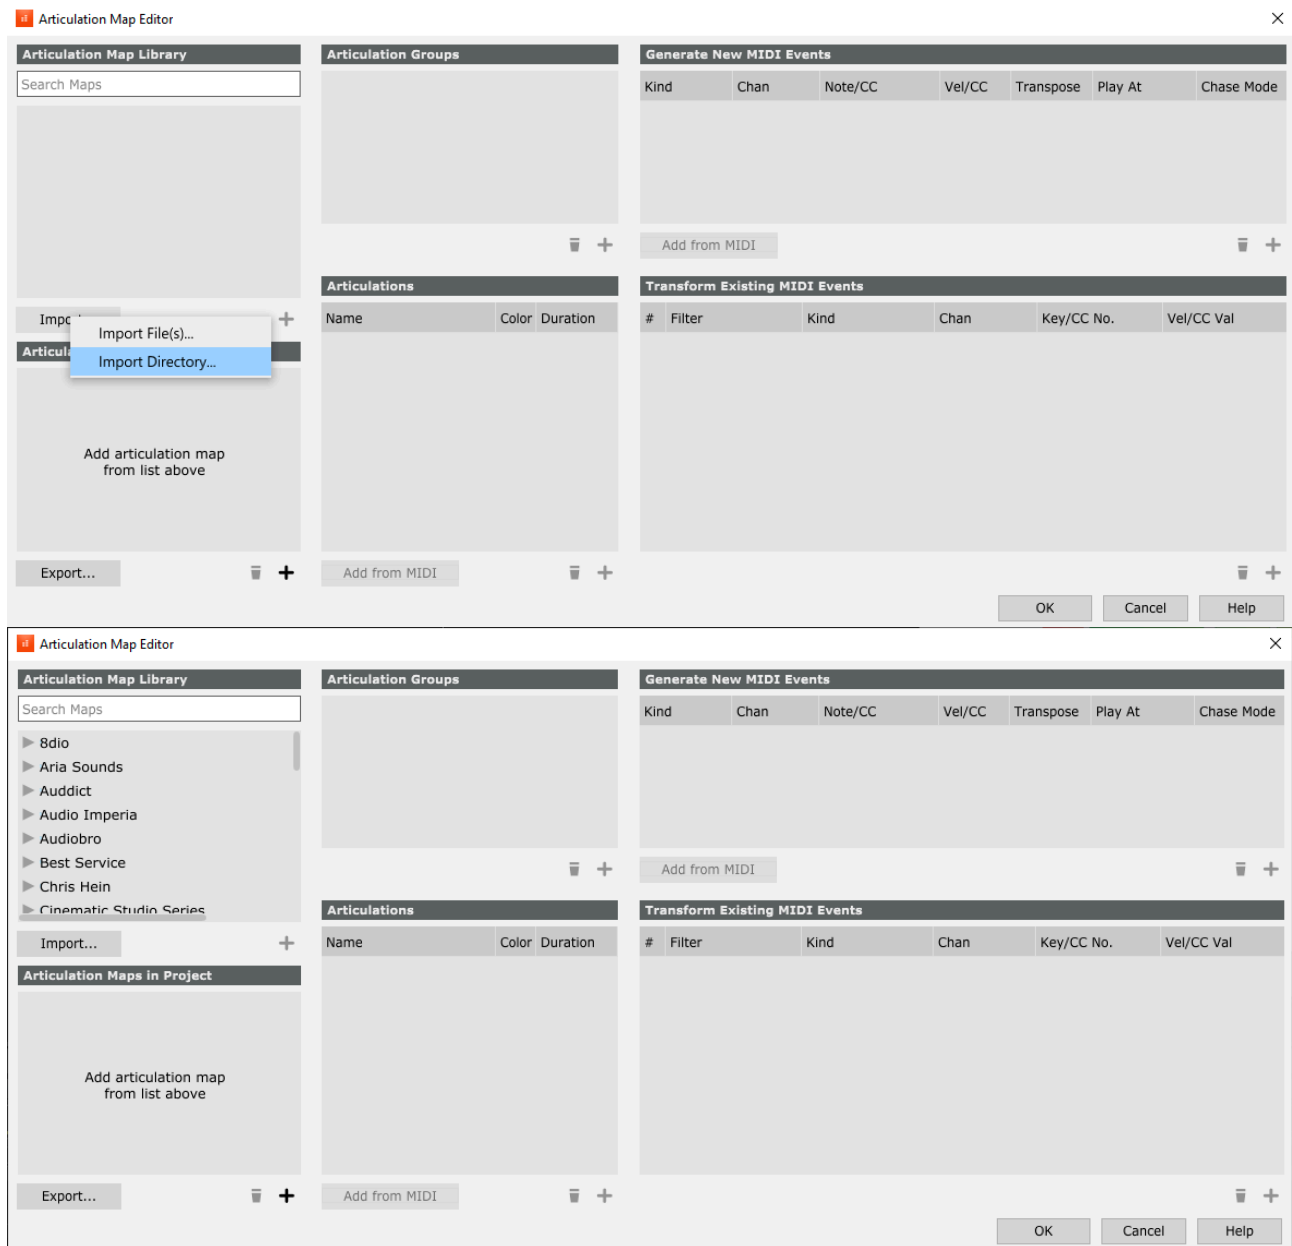 Articulation Map Editor
Articulation Map Library
Search Maps
Import File(s)...
Import Directory...
Add articulation map
from list above
Export...
Articulation Groups
Articulations
Name Color Duration
Add from MIDI
Generate New MIDI Events
Kind Chan Note/CC Vel/CC Transpose Play At Chase Mode
Add from MIDI
Transform Existing MIDI Events
# Filter Kind Chan Key/CC No. Vel/CC Val
OK Cancel Help
Articulation Map Editor
Articulation Map Library
Search Maps
8dio
Aria Sounds
Auddict
Audio Imperia
Audiobro
Best Service
Chris Hein
Cinematic Studio Series
Import...
Articulation Maps in Project
Add articulation map
from list above
Export...
Articulation Groups
Articulations
Name Color Duration
Add from MIDI
Generate New MIDI Events
Kind Chan Note/CC Vel/CC Transpose Play At Chase Mode
Add from MIDI
Transform Existing MIDI Events
# Filter Kind Chan Key/CC No. Vel/CC Val
OK Cancel Help